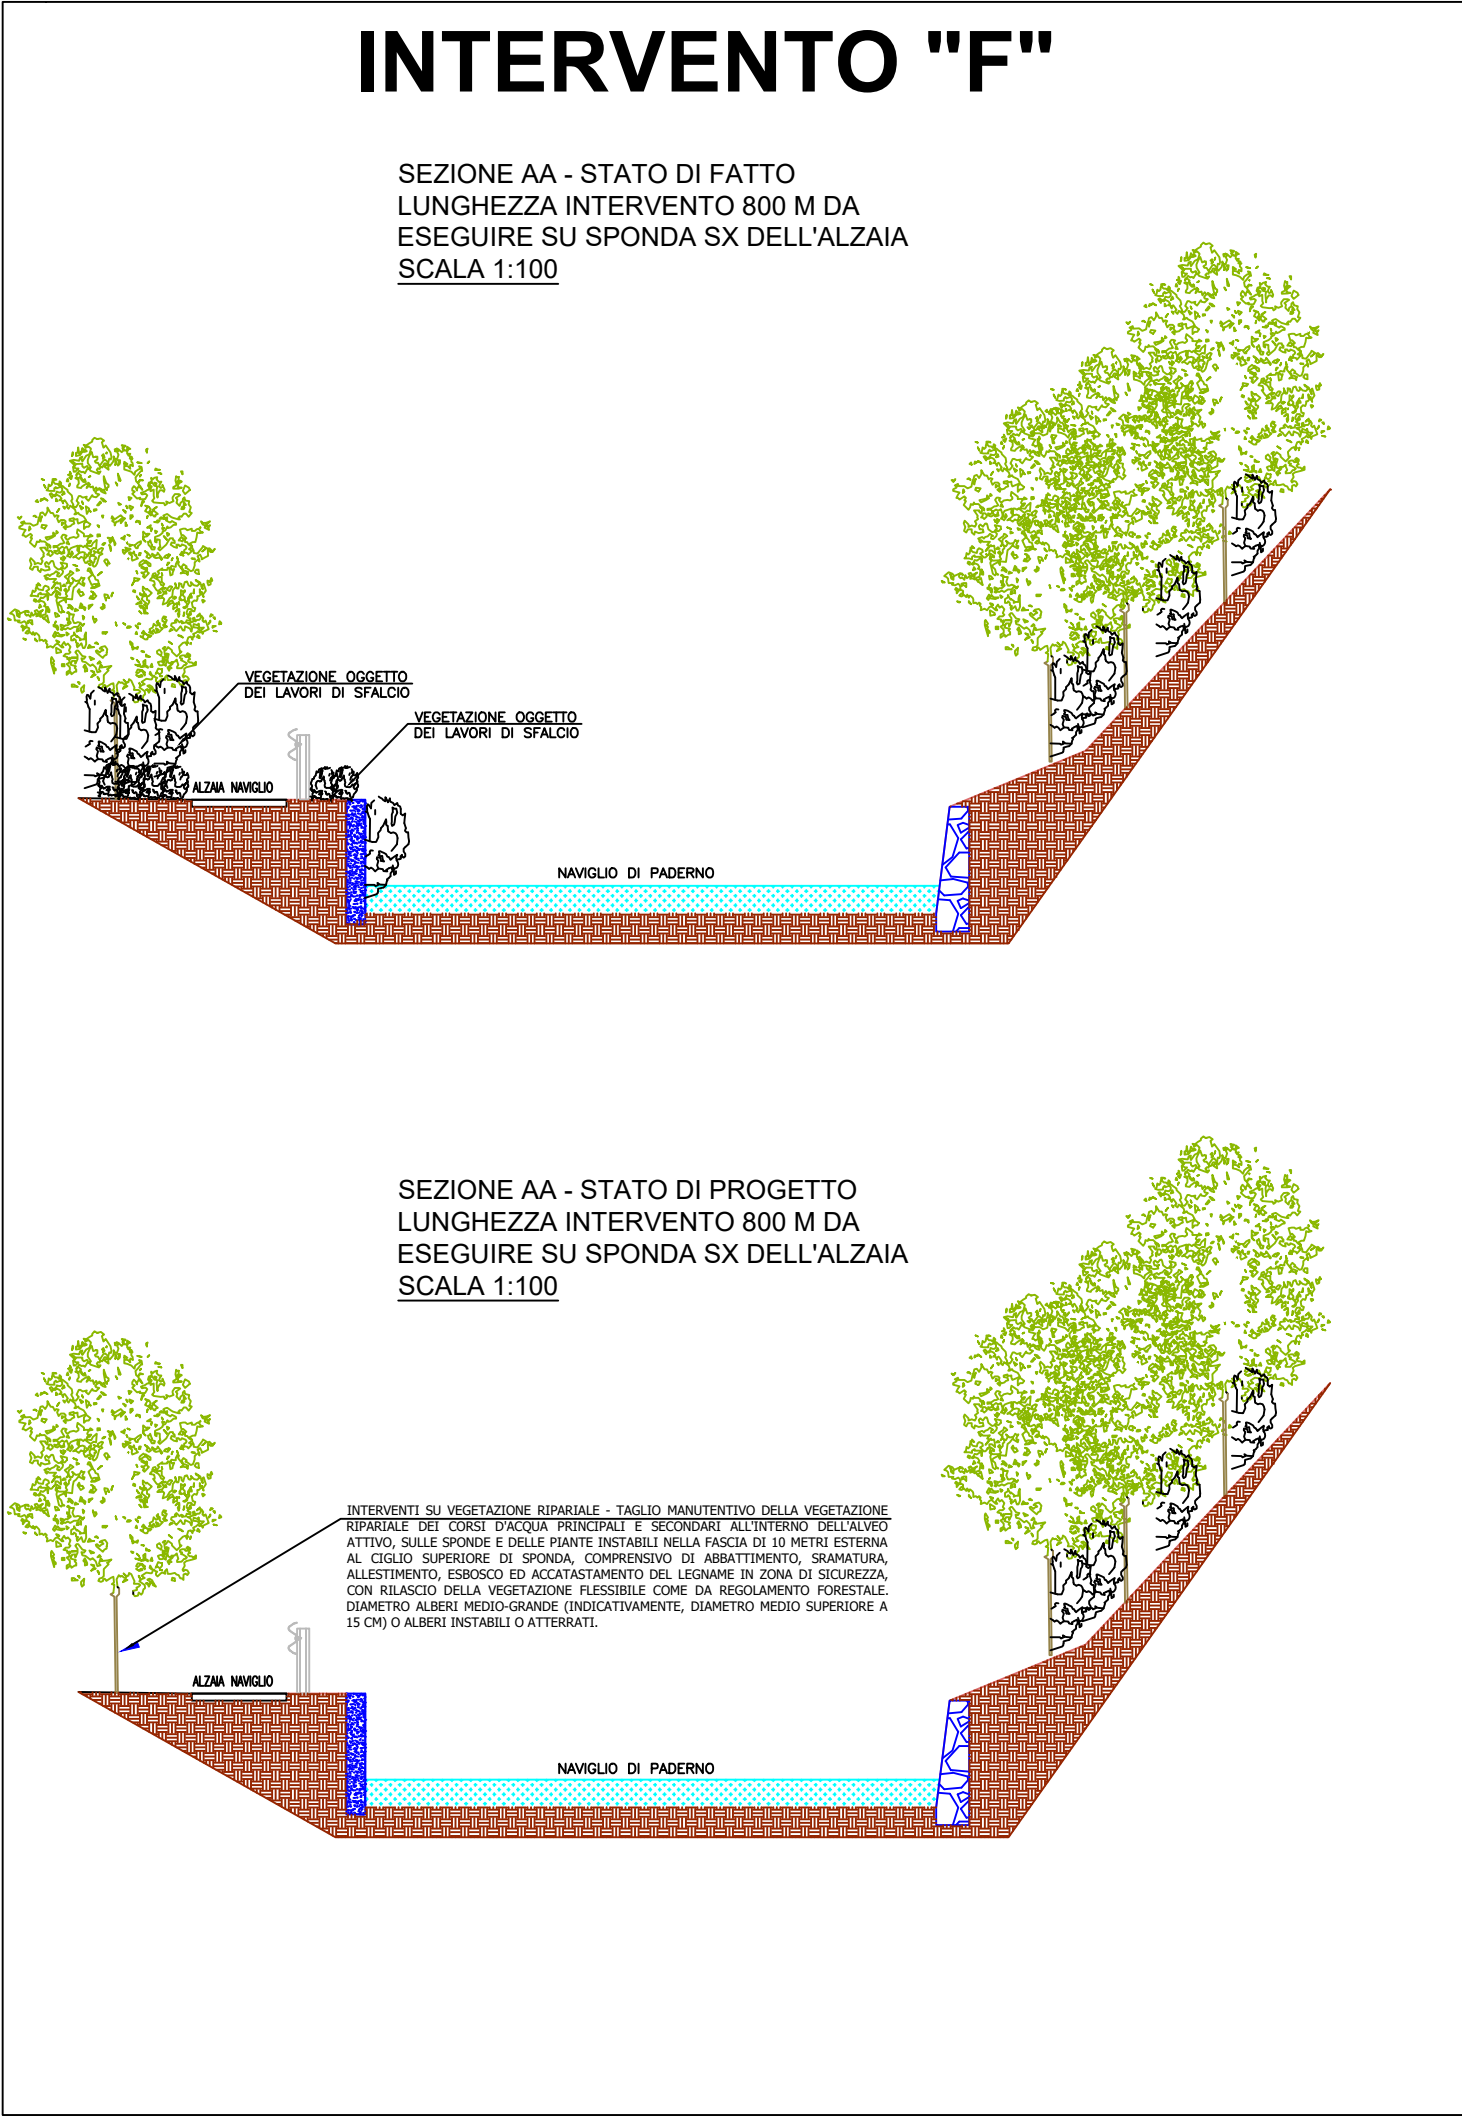 INTERVENTO "F"
SEZIONE AA - STATO DI FATTO
LUNGHEZZA INTERVENTO 800 M DA
ESEGUIRE SU SPONDA SX DELL'ALZAIA
SCALA 1:100
VEGETAZIONE OGGETTO
DEI LAVORI DI SFALCIO
VEGETAZIONE OGGETTO
DEI LAVORI DI SFALCIO
ALZAIA NAVIGLIO
NAVIGLIO DI PADERNO
SEZIONE AA - STATO DI PROGETTO
LUNGHEZZA INTERVENTO 800 M DA
ESEGUIRE SU SPONDA SX DELL'ALZAIA
SCALA 1:100
INTERVENTI SU VEGETAZIONE RIPARIALE - TAGLIO MANUTENTIVO DELLA VEGETAZIONE
RIPARIALE DEI CORSI D'ACQUA PRINCIPALI E SECONDARI ALL'INTERNO DELL'ALVEO
ATTIVO, SULLE SPONDE E DELLE PIANTE INSTABILI NELLA FASCIA DI 10 METRI ESTERNA
AL CIGLIO SUPERIORE DI SPONDA, COMPRENSIVO DI ABBATTIMENTO, SRAMATURA,
ALLESTIMENTO, ESBOSCO ED ACCATASTAMENTO DEL LEGNAME IN ZONA DI SICUREZZA,
CON RILASCIO DELLA VEGETAZIONE FLESSIBILE COME DA REGOLAMENTO FORESTALE.
DIAMETRO ALBERI MEDIO-GRANDE (INDICATIVAMENTE, DIAMETRO MEDIO SUPERIORE A
15 CM) O ALBERI INSTABILI O ATTERRATI.
ALZAIA NAVIGLIO
NAVIGLIO DI PADERNO